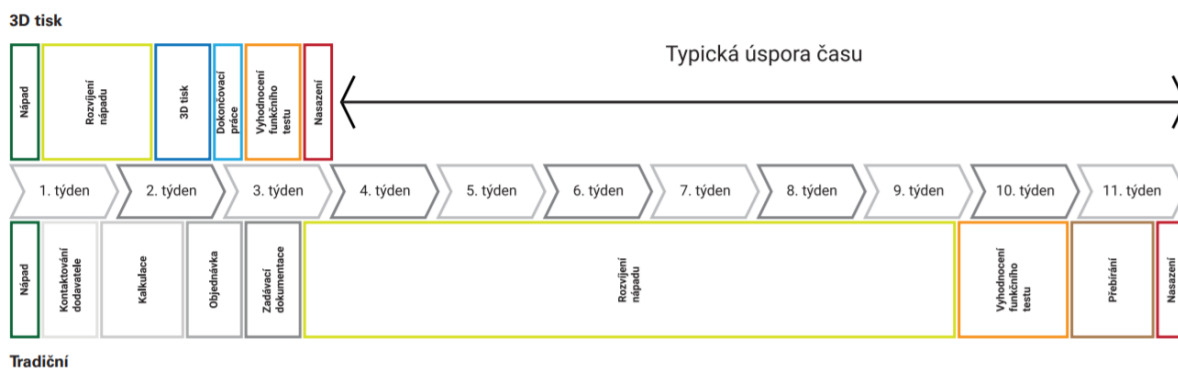 3D tisk
Nápad
Rozvíjení
nápadu
3D tisk
Dokončovací
práce
Vyhodnocení
funkčního
testu
Nasazení
Typická úspora času
1. týden
2. týden
3. týden
4. týden
5. týden
6. týden
7. týden
8. týden
9. týden
10. týden
11. týden
Nápad
Kontaktování
dodavatele
Kalkulace
Objednávka
Zadávací
dokumentace
Rozvíjení
nápadu
Vyhodnocení
funkčního
testu
Přebírání
Nasazení
Tradiční